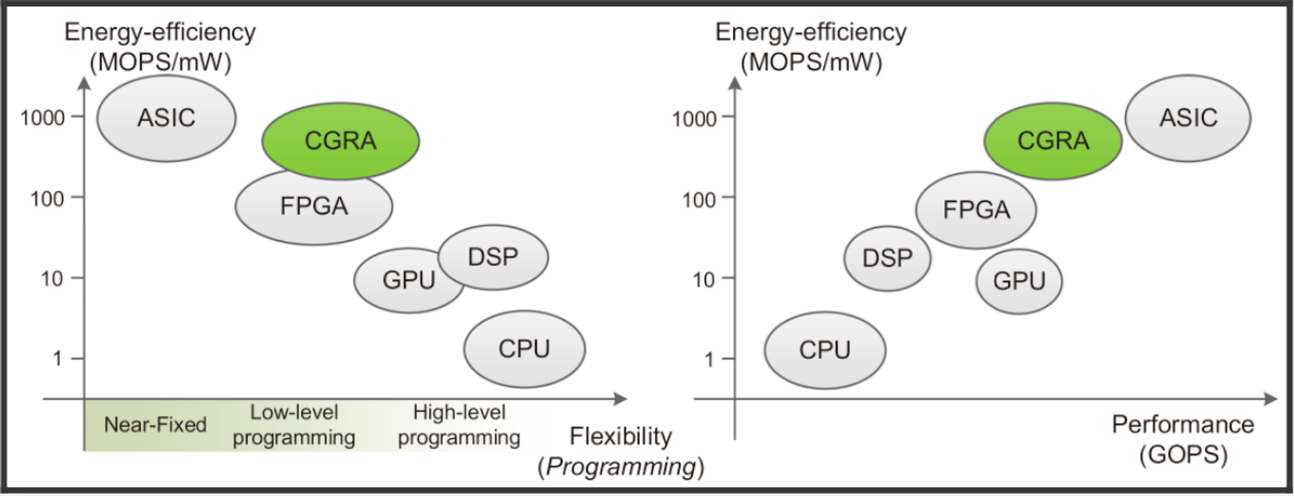 Energy-efficiency
(MOPS/mW)
1000
100
10
1
ASIC
CGRA
FPGA
DSP
GPU
CPU
Near-Fixed
Low-level
programming
High-level
programming
Flexibility
(Programming)
Energy-efficiency
(MOPS/mW)
1000
100
10
1
ASIC
CGRA
FPGA
DSP
GPU
CPU
Performance
(GOPS)